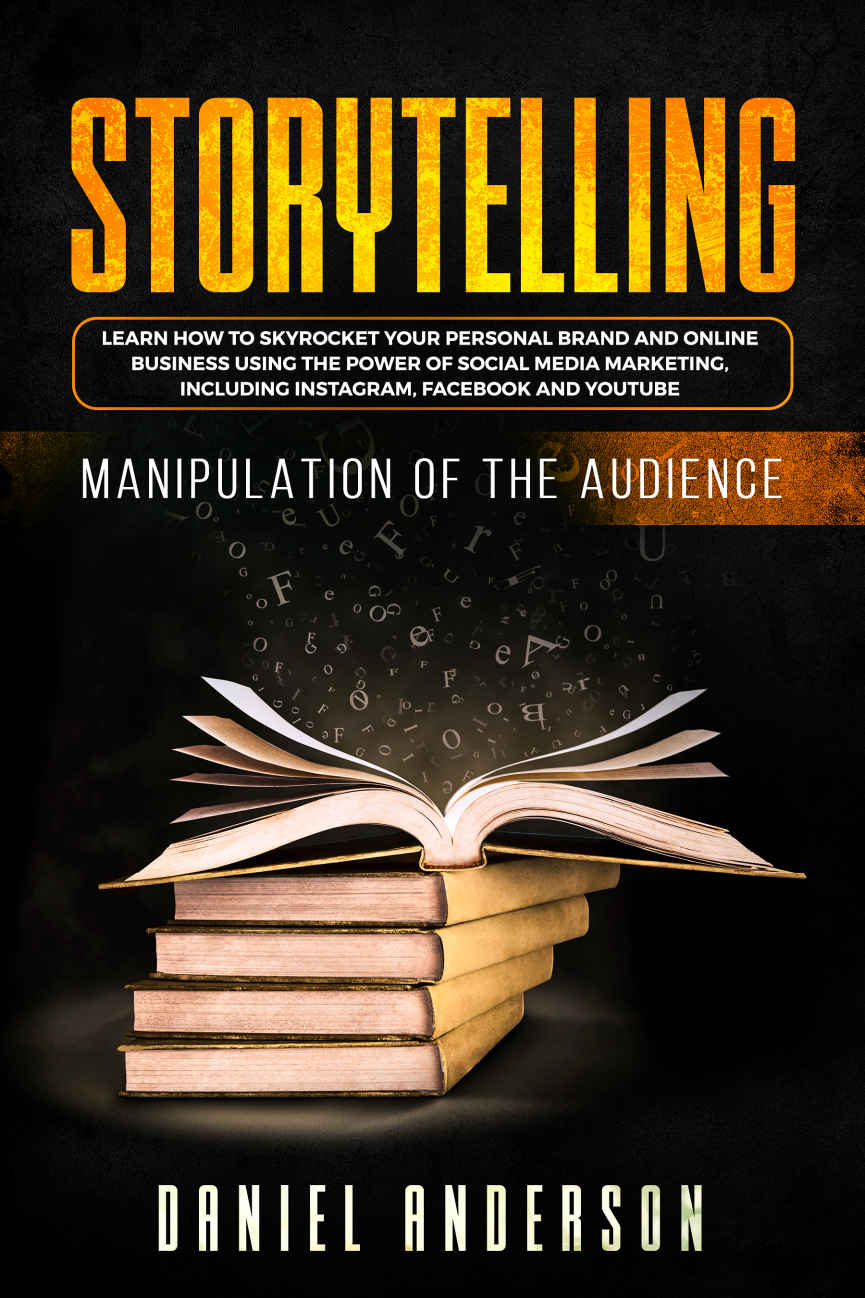 STORYTELLING
LEARN HOW TO SKYROCKET YOUR PERSONAL BRAND AND ONLINE
BUSINESS USING THE POWER OF SOCIAL MEDIA MARKETING,
INCLUDING INSTAGRAM, FACEBOOK AND YOUTUBE
MANIPULATION OF THE AUDIENCE
DANIEL ANDERSON